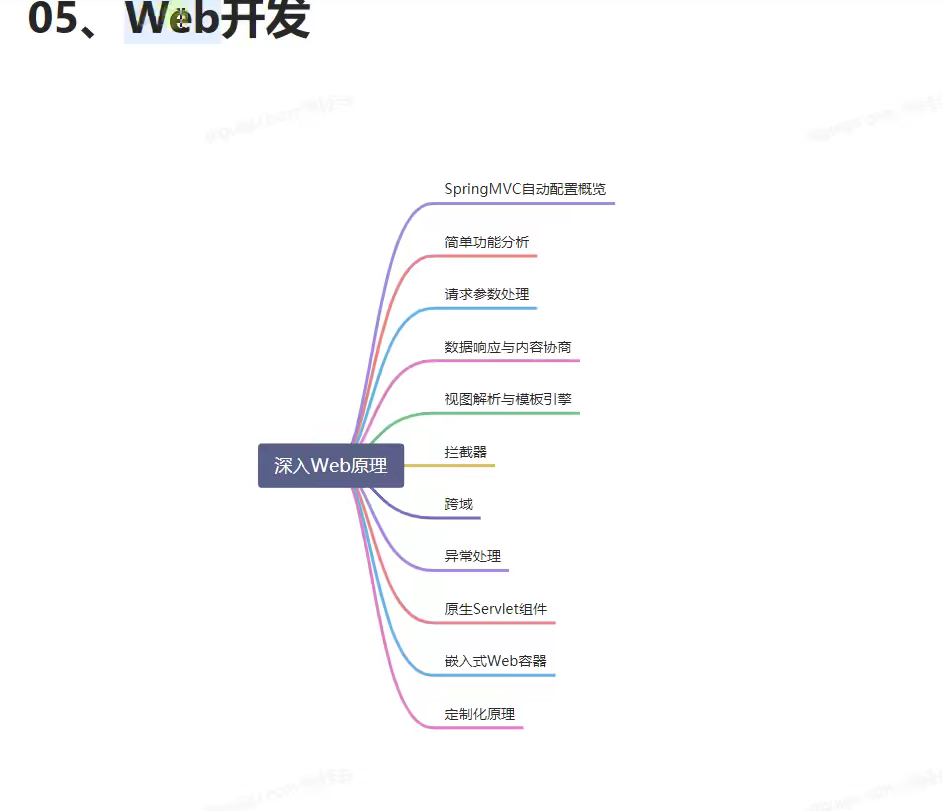 05、Web开发
SpringMVC自动配置概览
简单功能分析
请求参数处理
数据响应与内容协商
视图解析与模板引擎
拦截器
深入Web原理
跨域
异常处理
原生Servlet组件
嵌入式Web容器
定制化原理